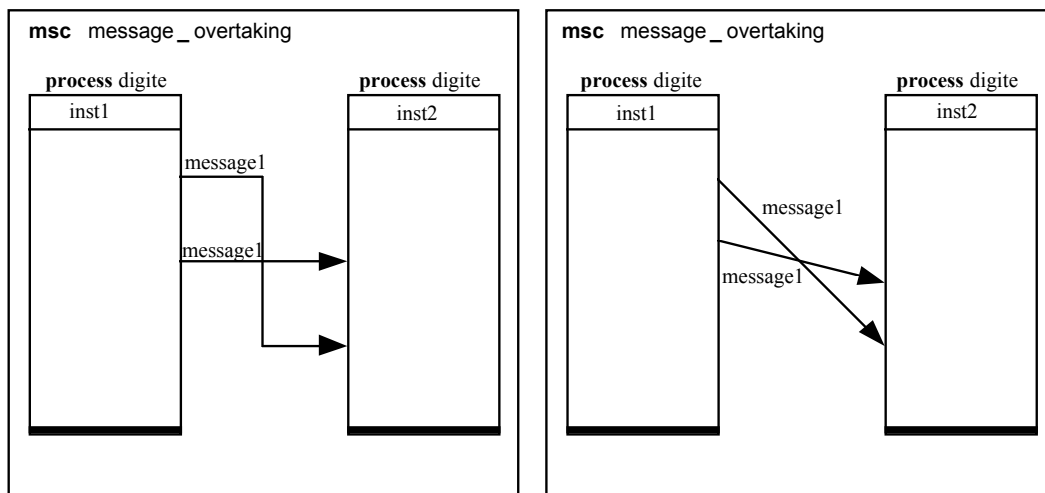 msc message_overtaking
process digite
process digite
inst1
inst2
message1
message1
msc message_overtaking
process digite
process digite
inst1
inst2
message1
message1